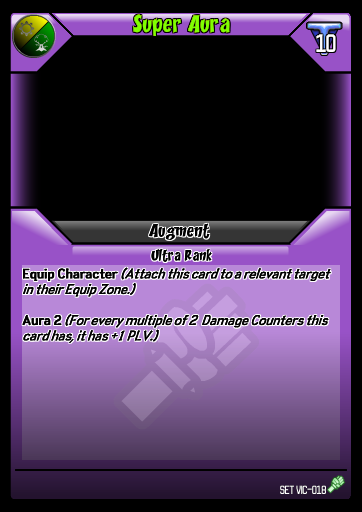 Super Aura
10
Augment
Ultra Rank
Equip Character (Attach this card to a relevant target
in their Equip Zone.)
Aura 2 (For every multiple of 2 Damage Counters this
card has, it has +1 PLV.)
SET VIC-018